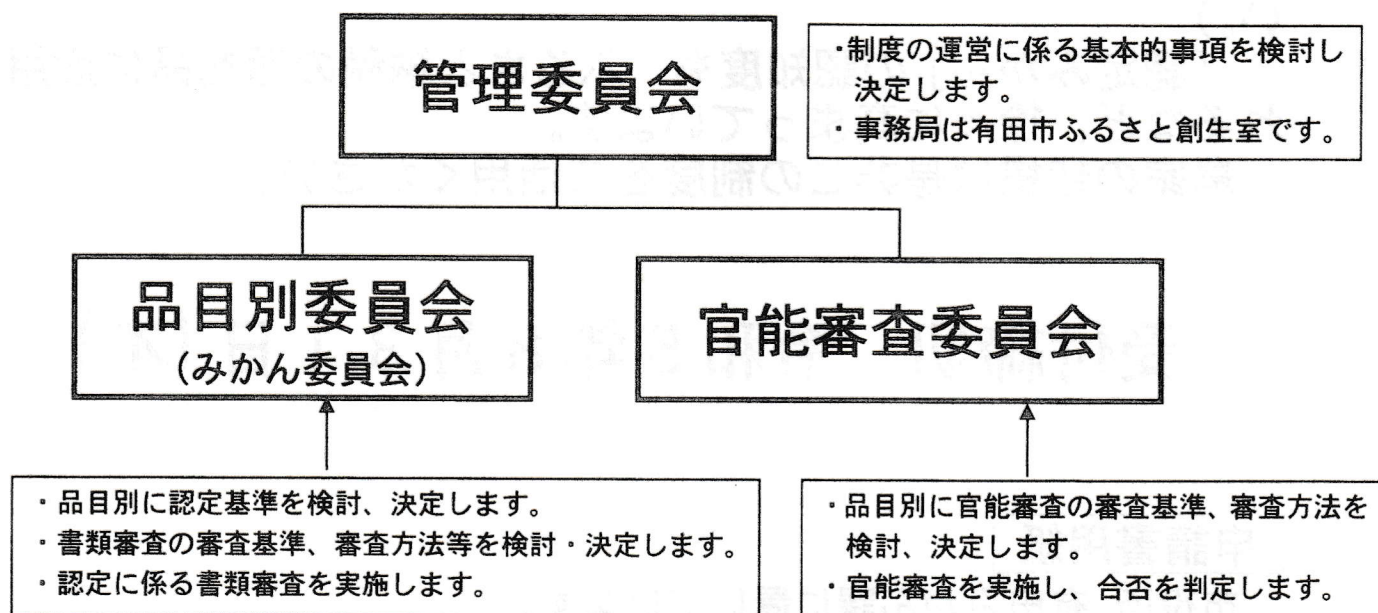 管理委員会
・制度の運営に係る基本的事項を検討し
決定します。
・事務局は有田市ふるさと創生室です。
品目別委員会
(みかん委員会)
官能審査委員会
・品目別に認定基準を検討、決定します。
・書類審査の審査基準、審査方法等を検討・決定します。
・認定に係る書類審査を実施します。
・品目別に官能審査の審査基準、審査方法を
検討、決定します。
・官能審査を実施し、合否を判定します。